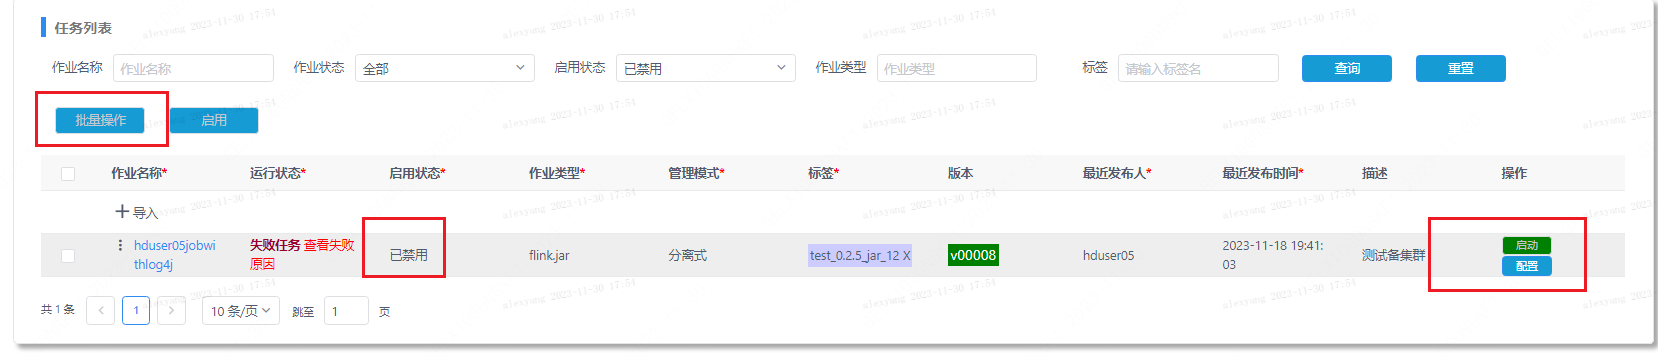 任务列表
作业名称 作业名称 作业状态 全部 启用状态 已禁用 作业类型 作业类型 标签 请输入标签名 查询 重置
批量操作 启用
作业名称* 运行状态* 启用状态* 作业类型* 管理模式* 标签* 版本 最近发布人* 最近发布时间* 描述 操作
导入
hduser05jobwi 失败任务 查看失败 已禁用 flink.jar 分离式 test_0.2.5_jar_12 X v00008 hduser05 2023-11-18 19:41: 测试备集群 启动
thlog4j 原因 03 配置
共 1 条 < 1 > 10 条/页 跳至 1 页
alexyang 2023-11-30 17:54